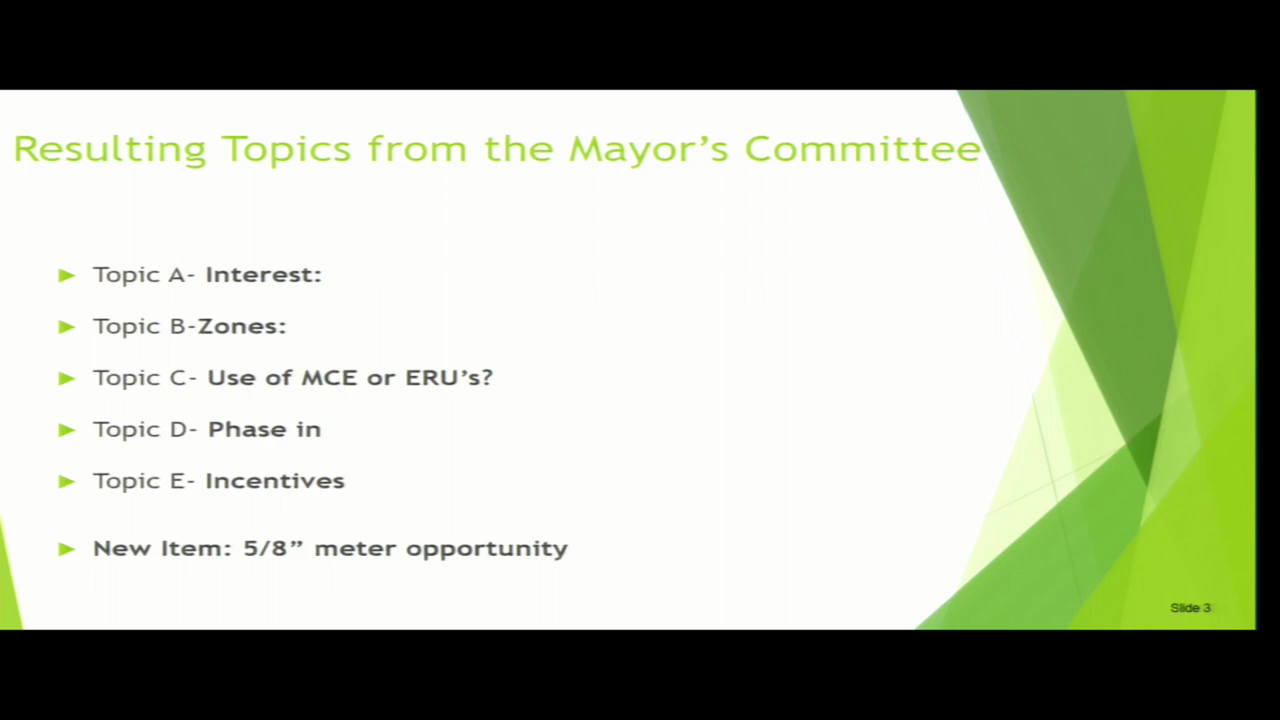 Resulting Topics from the Mayor’s Committee
Topic A- Interest:
Topic B-Zones:
Topic C- Use of MCE or ERU’s?
Topic D- Phase in
Topic E- Incentives
New Item: 5/8” meter opportunity
Slide 3